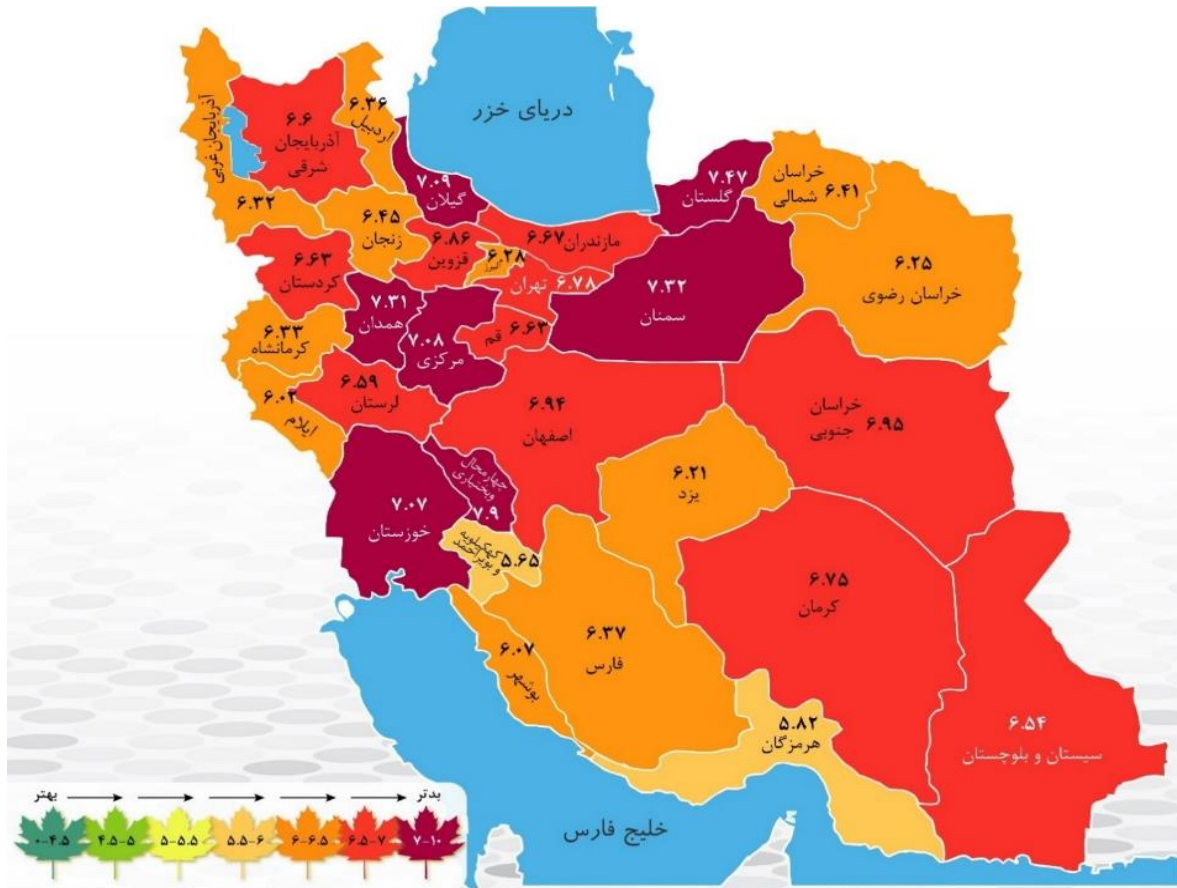 دریای خزر
آذربایجان غربی
۶.۳۲
۶.۶
آذربایجان
شرقی
۶.۳۶
اردبیل
۷.۰۹
گیلان
۷.۴۷
گلستان
خراسان
شمالی ۶.۴۱
۶.۴۵
زنجان
۶.۸۶
قزوین
۶.۲۸
البرز
مازندران ۶.۶۷
تهران ۶.۷۸
۶.۲۵
خراسان رضوی
۶.۶۳
کردستان
۷.۳۱
همدان
۷.۰۸
مرکزی
قم ۶.۶۳
۷.۳۲
سمنان
۶.۳۳
کرمانشاه
۶.۰۲
ایلام
۶.۵۹
لرستان
۶.۹۴
اصفهان
خراسان
جنوبی ۶.۹۵
۶.۲۱
یزد
۷.۰۷
خوزستان
چهارمحال
وبختیاری
۷.۹
کهکیلویه
و بویراحمد
۵.۶۵
۶.۷۵
کرمان
۶.۳۷
فارس
۶.۰۷
بوشهر
۵.۸۲
هرمزگان
۶.۵۴
سیستان و بلوچستان
خلیج فارس
بهتر
بدتر
۰-۴.۵
۴.۵-۵
۵-۵.۵
۵.۵-۶
۶-۶.۵
۶.۵-۷
۷-۱۰